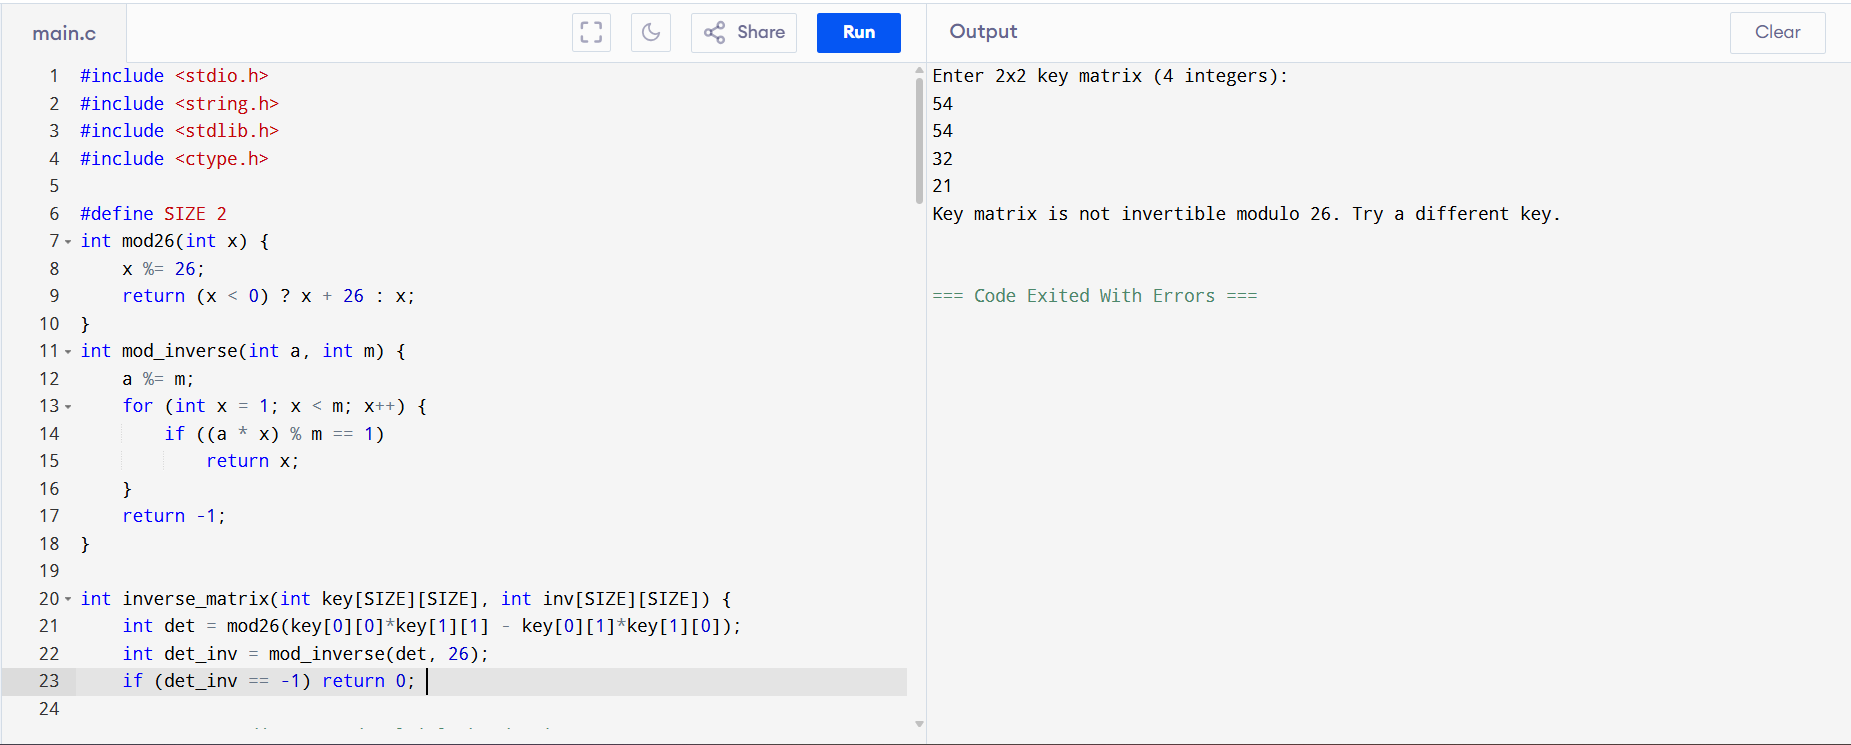 main.c
Share
Run
Output
Clear
1 #include <stdio.h>
2 #include <string.h>
3 #include <stdlib.h>
4 #include <ctype.h>
5
6 #define SIZE 2
7 int mod26(int x) {
8     x %= 26;
9     return (x < 0) ? x + 26 : x;
10 }
11 int mod_inverse(int a, int m) {
12     a %= m;
13     for (int x = 1; x < m; x++) {
14         if ((a * x) % m == 1)
15             return x;
16     }
17     return -1;
18 }
19
20 int inverse_matrix(int key[SIZE][SIZE], int inv[SIZE][SIZE]) {
21     int det = mod26(key[0][0]*key[1][1] - key[0][1]*key[1][0]);
22     int det_inv = mod_inverse(det, 26);
23     if (det_inv == -1) return 0;
24
Enter 2x2 key matrix (4 integers):
54
54
32
21
Key matrix is not invertible modulo 26. Try a different key.
=== Code Exited With Errors ===